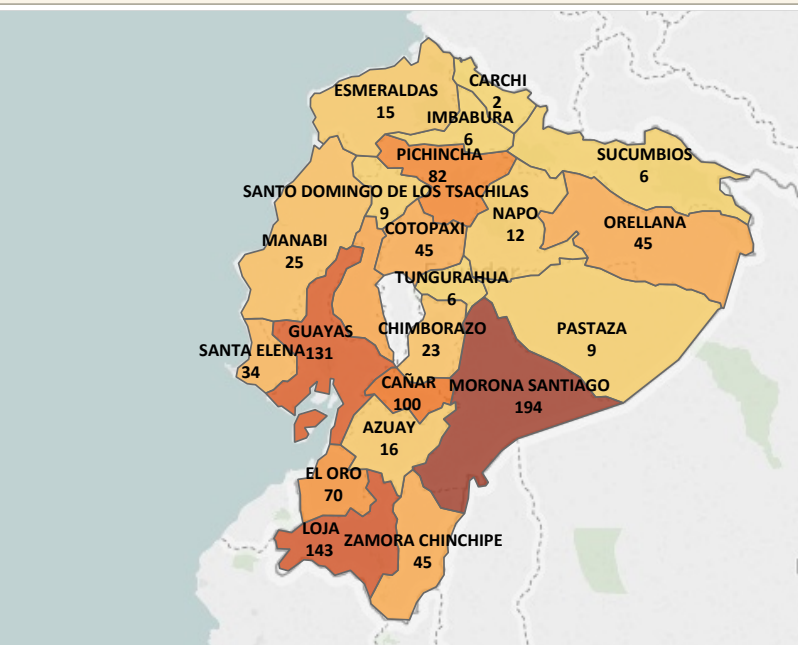 CARCHI
2
ESMERALDAS
15
IMBABURA
6
PICHINCHA
82
SUCUMBIOS
6
SANTO DOMINGO DE LOS TSACHILAS
9
NAPO
12
ORELLANA
45
COTOPAXI
45
MANABI
25
TUNGURAHUA
6
GUAYAS
131
CHIMBORAZO
23
PASTAZA
9
SANTA ELENA
34
CAÑAR
100
MORONA SANTIAGO
194
AZUAY
16
EL ORO
70
LOJA
143
ZAMORA CHINCHIPE
45